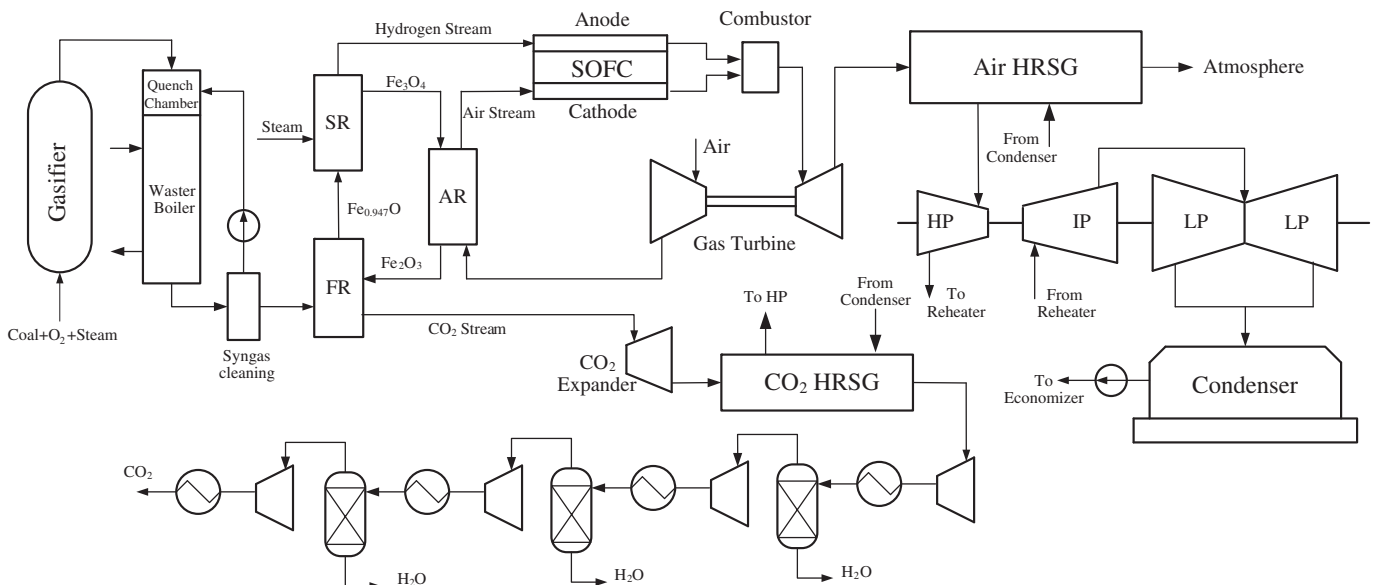 Gasifier
Coal+O₂+Steam
Quench
Chamber
Waster
Boiler
Syngas
cleaning
Hydrogen Stream
Fe₃O₄
Steam
SR
Air Stream
AR
Fe₀.₉₄₇O
Fe₂O₃
FR
CO₂ Stream
Anode
SOFC
Cathode
Combustor
Air
Gas Turbine
Air HRSG
Atmosphere
From
Condenser
HP
IP
LP
LP
To
Reheater
From
Reheater
To HP
From
Condenser
CO₂
Expander
CO₂ HRSG
To
Economizer
Condenser
CO₂
H₂O
H₂O
H₂O